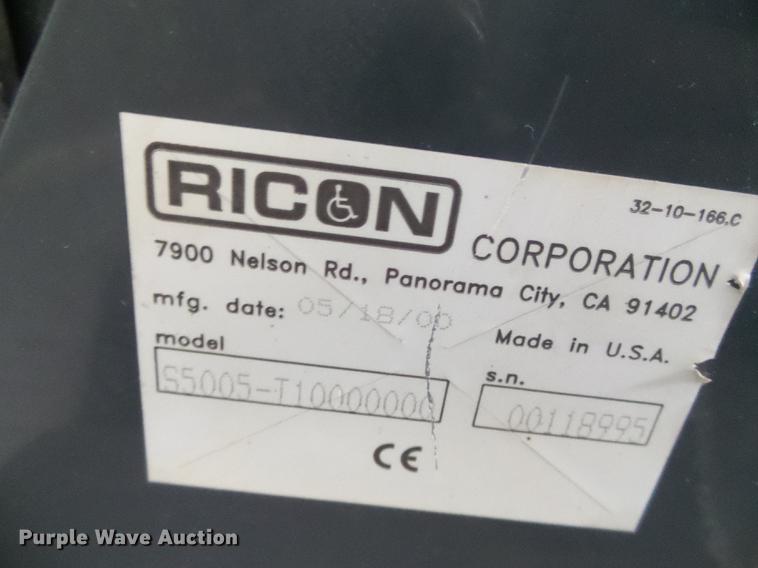 RICON
32-10-166.C
CORPORATION
7900 Nelson Rd., Panorama City, CA 91402
mfg. date: 05/18/00
Made in U.S.A.
model
S5005-T10000000
s.n.
00118995
CE
Purple Wave Auction